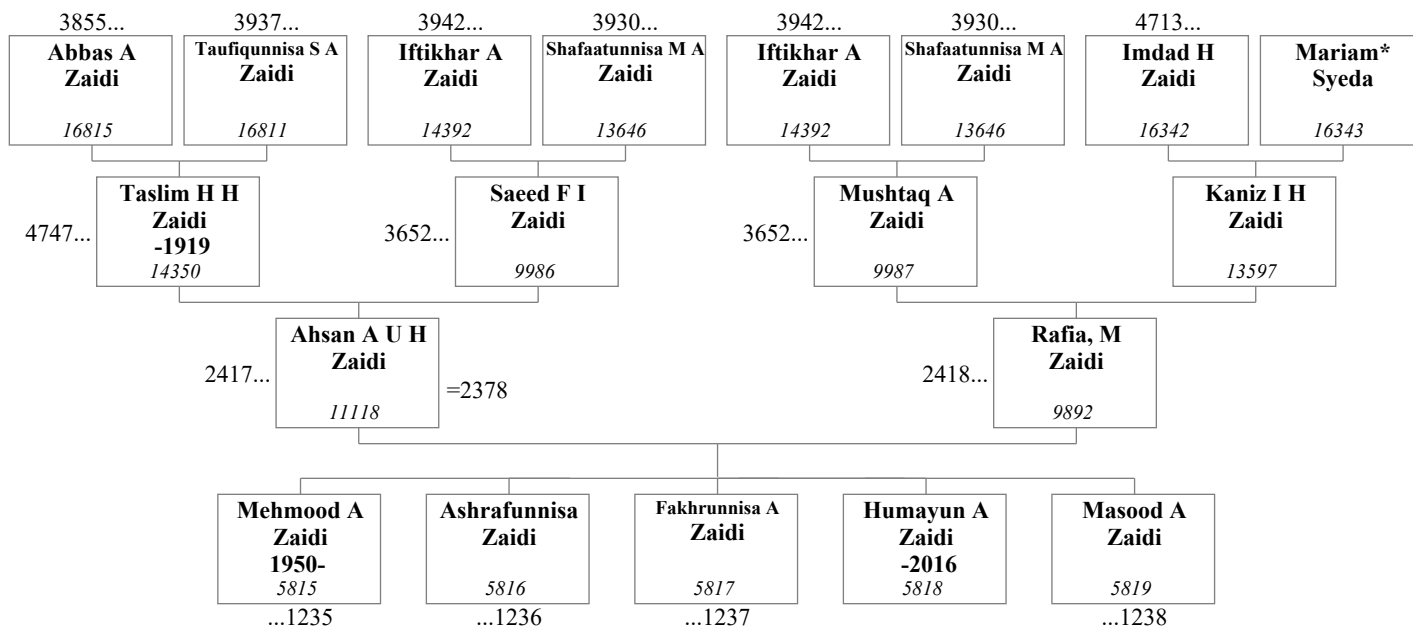 3855...
3937...
3942...
3930...
3942...
3930...
4713...
Abbas A
Zaidi
16815
Taufiqunnisa S A
Zaidi
16811
Iftikhar A
Zaidi
14392
Shafaatunnisa M A
Zaidi
13646
Iftikhar A
Zaidi
14392
Shafaatunnisa M A
Zaidi
13646
Imdad H
Zaidi
16342
Mariam*
Syeda
16343
4747...
Taslim H H
Zaidi
-1919
14350
3652...
Saeed F I
Zaidi
9986
3652...
Mushtaq A
Zaidi
9987
Kaniz I H
Zaidi
13597
2417...
Ahsan A U H
Zaidi
11118
=2378
2418...
Rafia, M
Zaidi
9892
Mehmood A
Zaidi
1950-
5815
...1235
Ashrafunnisa
Zaidi
5816
...1236
Fakhrunnisa A
Zaidi
5817
...1237
Humayun A
Zaidi
-2016
5818
Masood A
Zaidi
5819
...1238